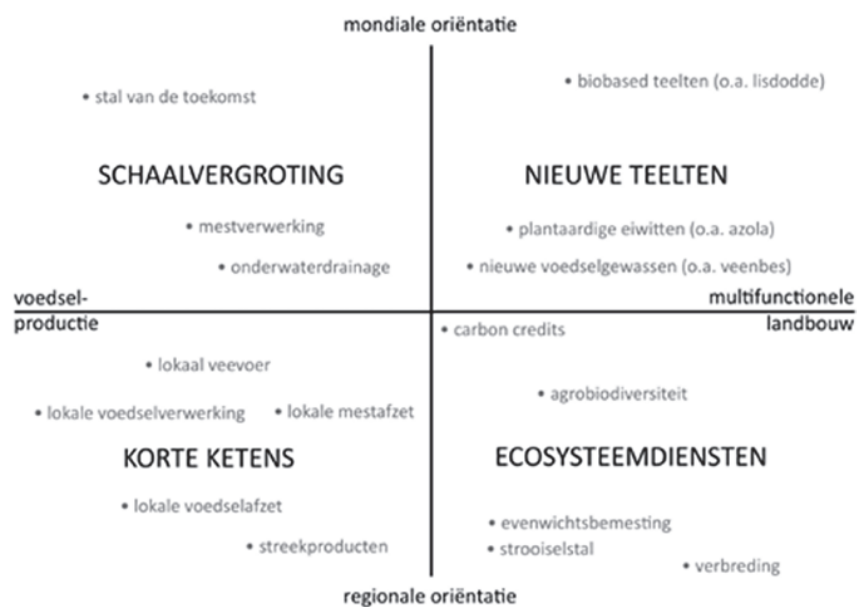 mondiale oriëntatie
• stal van de toekomst
• biobased teelten (o.a. lisdodde)
SCHAALVERGROTING
NIEUWE TEELTEN
• mestverwerking
• plantaardige eiwitten (o.a. azola)
• onderwaterdrainage
• nieuwe voedselgewassen (o.a. veenbes)
voedsel-
productie
multifunctionele
landbouw
• carbon credits
• lokaal veevoer
• agrobiodiversiteit
• lokale voedselverwerking
• lokale mestafzet
KORTE KETENS
ECOSYSTEEMDIENSTEN
• lokale voedselafzet
• evenwichtsbemesting
• streekproducten
• strooiselstal
• verbreding
regionale oriëntatie